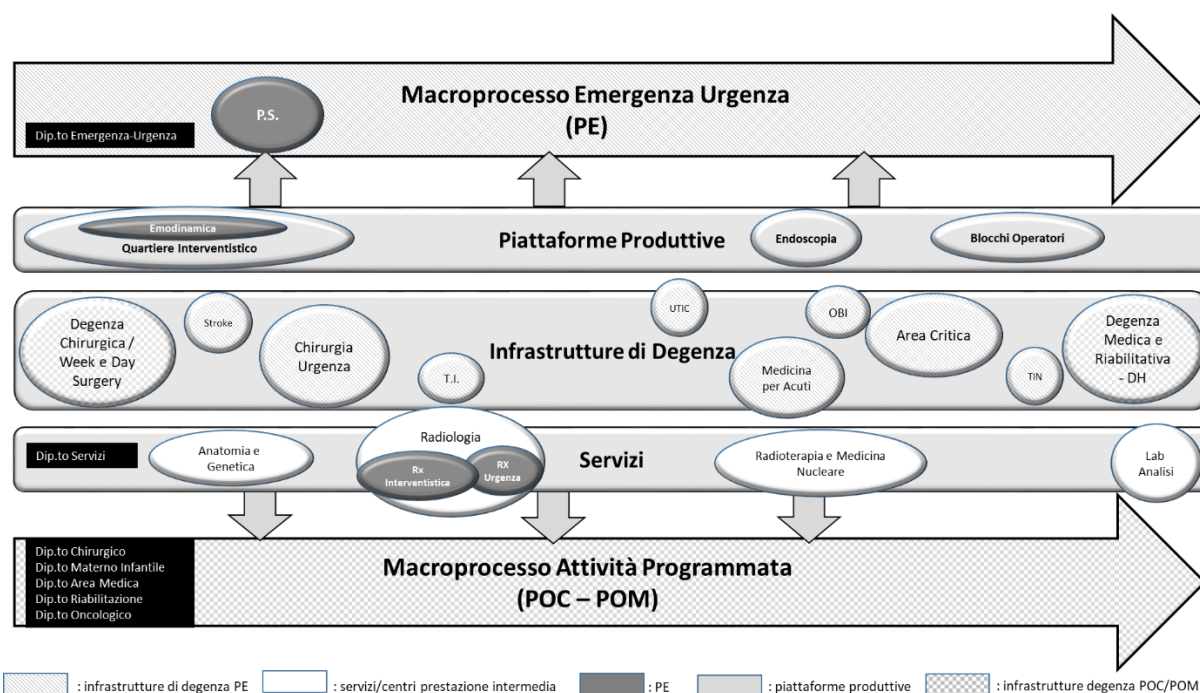 Macroprocesso Emergenza Urgenza
(PE)
P.S.
Dip.to Emergenza-Urgenza
Emodinamica
Quartiere Interventistico
Piattaforme Produttive
Endoscopia
Blocchi Operatori
Degenza
Chirurgica /
Week e Day
Surgery
Stroke
Chirurgia
Urgenza
T.I.
Infrastrutture di Degenza
UTIC
Medicina
per Acuti
OBI
Area Critica
TIN
Degenza
Medica e
Riabilitativa
- DH
Dip.to Servizi
Anatomia e
Genetica
Radiologia
Rx
Interventistica
RX
Urgenza
Servizi
Radioterapia e Medicina
Nucleare
Lab
Analisi
Dip.to Chirurgico
Dip.to Materno Infantile
Dip.to Area Medica
Dip.to Riabilitazione
Dip.to Oncologico
Macroprocesso Attività Programmata
(POC – POM)
: infrastrutture di degenza PE
: servizi/centri prestazione intermedia
: PE
: piattaforme produttive
: infrastrutture degenza POC/POM